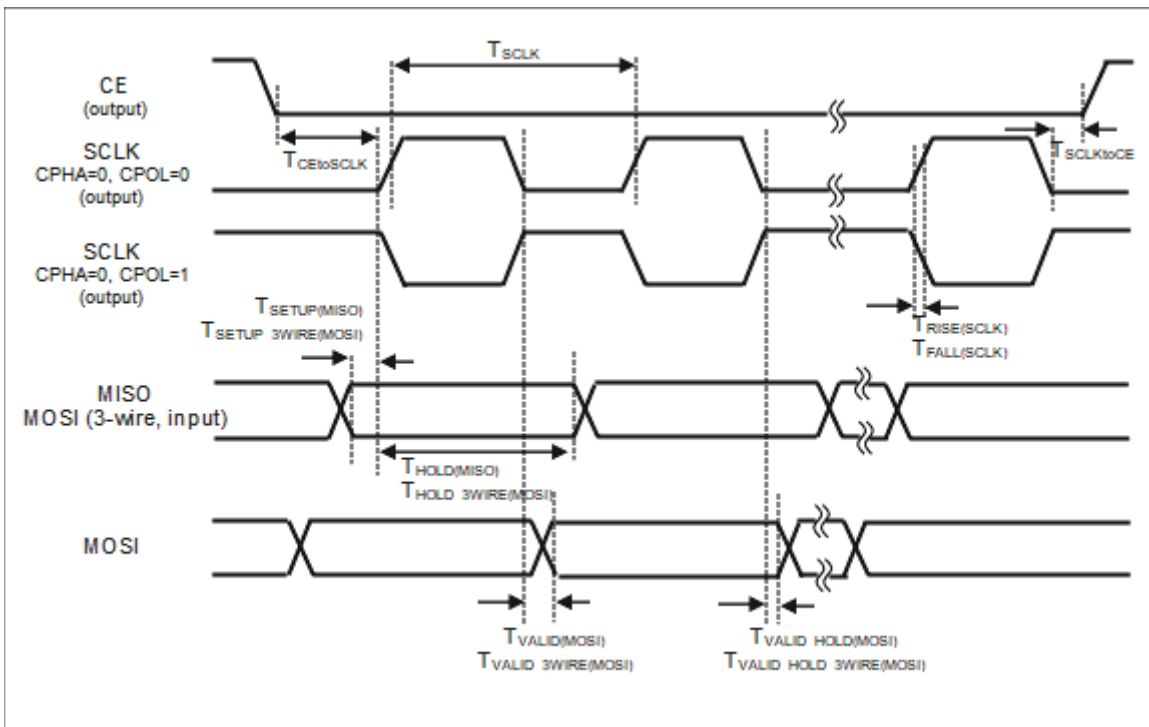 TSCLK
CE
(output)
TCEtoSCLK
TSCLKtoCE
SCLK
CPHA=0, CPOL=0
(output)
SCLK
CPHA=0, CPOL=1
(output)
TSETUP(MISO)
TSETUP 3WIRE(MOSI)
TRISE(SCLK)
TFALL(SCLK)
MISO
MOSI (3-wire, input)
THOLD(MISO)
THOLD 3WIRE(MOSI)
MOSI
TVALID(MOSI)
TVALID 3WIRE(MOSI)
TVALID HOLD(MOSI)
TVALID HOLD 3WIRE(MOSI)